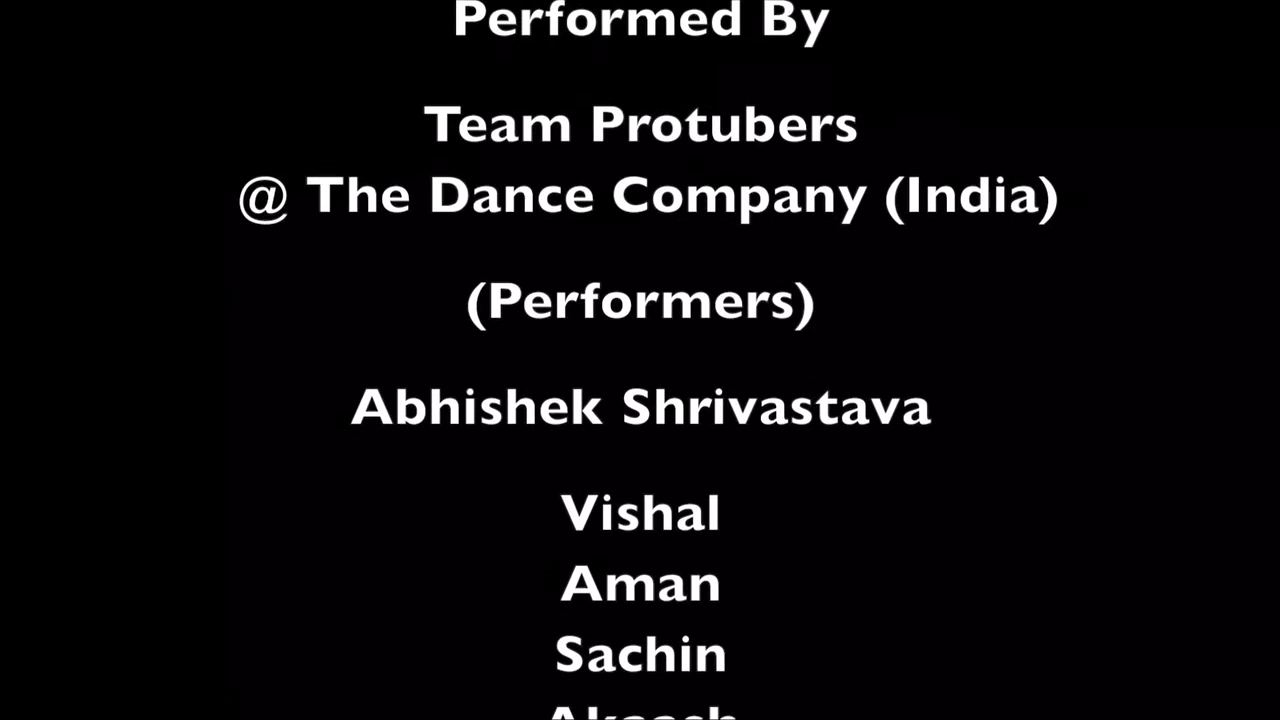 Performed By
Team Protubers
@ The Dance Company (India)
(Performers)
Abhishek Shrivastava
Vishal
Aman
Sachin